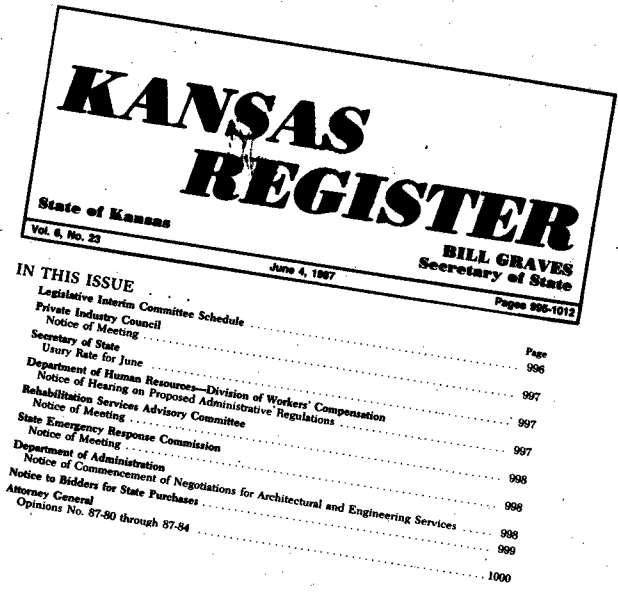 KANSAS
REGISTER
State of Kansas
BILL GRAVES
Secretary of State
Vol. 6, No. 23 June 4, 1987 Pages 995-1012
IN THIS ISSUE
Page
Legislative Interim Committee Schedule 996
Private Industry Council
Notice of Meeting 997
Secretary of State
Usury Rate for June 997
Department of Human Resources—Division of Workers' Compensation
Notice of Hearing on Proposed Administrative Regulations 997
Rehabilitation Services Advisory Committee
Notice of Meeting 998
State Emergency Response Commission
Notice of Meeting 998
Department of Administration
Notice of Commencement of Negotiations for Architectural and Engineering Services 998
Notice to Bidders for State Purchases 999
Attorney General
Opinions No. 87-80 through 87-84 1000